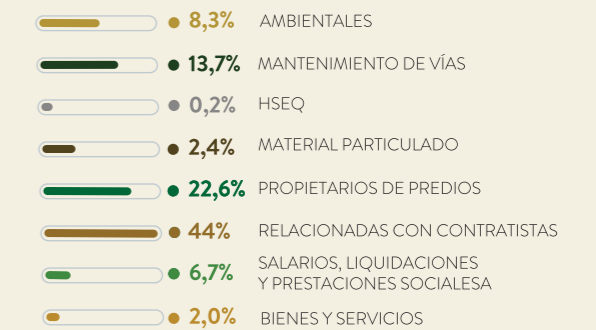 8,3% AMBIENTALES
13,7% MANTENIMIENTO DE VÍAS
0,2% HSEQ
2,4% MATERIAL PARTICULADO
22,6% PROPIETARIOS DE PREDIOS
44% RELACIONADAS CON CONTRATISTAS
6,7% SALARIOS, LIQUIDACIONES
Y PRESTACIONES SOCIALESA
2,0% BIENES Y SERVICIOS